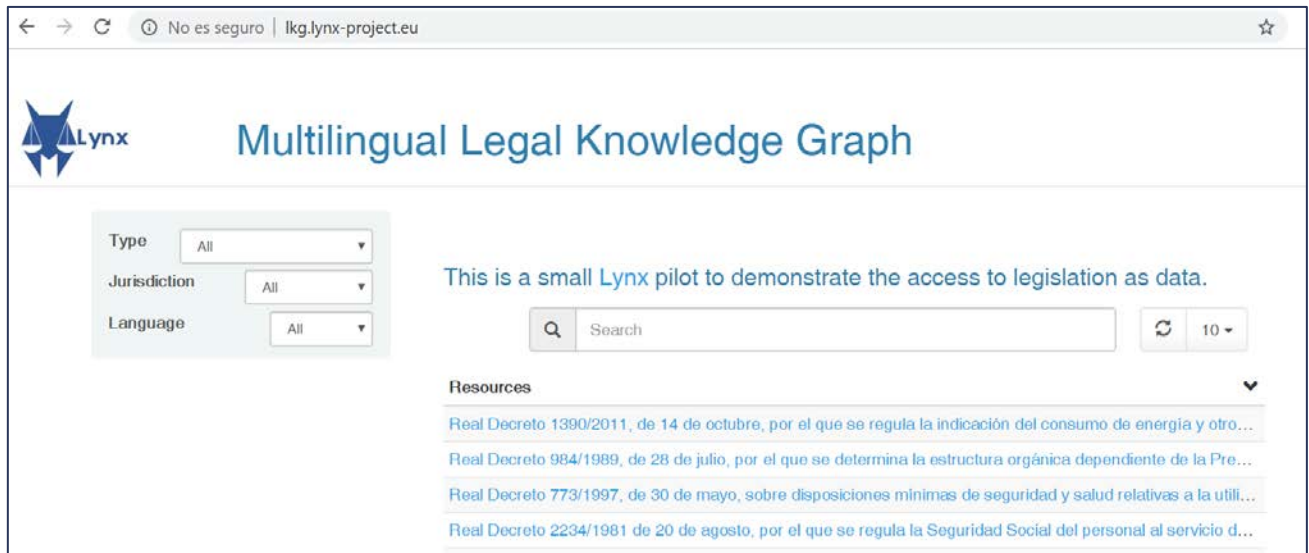 No es seguro | lkg.lynx-project.eu
Lynx
Multilingual Legal Knowledge Graph
Type All
Jurisdiction All
Language All
This is a small Lynx pilot to demonstrate the access to legislation as data.
Search
10
Resources
Real Decreto 1390/2011, de 14 de octubre, por el que se regula la indicación del consumo de energía y otro...
Real Decreto 984/1989, de 28 de julio, por el que se determina la estructura orgánica dependiente de la Pre...
Real Decreto 773/1997, de 30 de mayo, sobre disposiciones mínimas de seguridad y salud relativas a la utili...
Real Decreto 2234/1981 de 20 de agosto, por el que se regula la Seguridad Social del personal al servicio d...